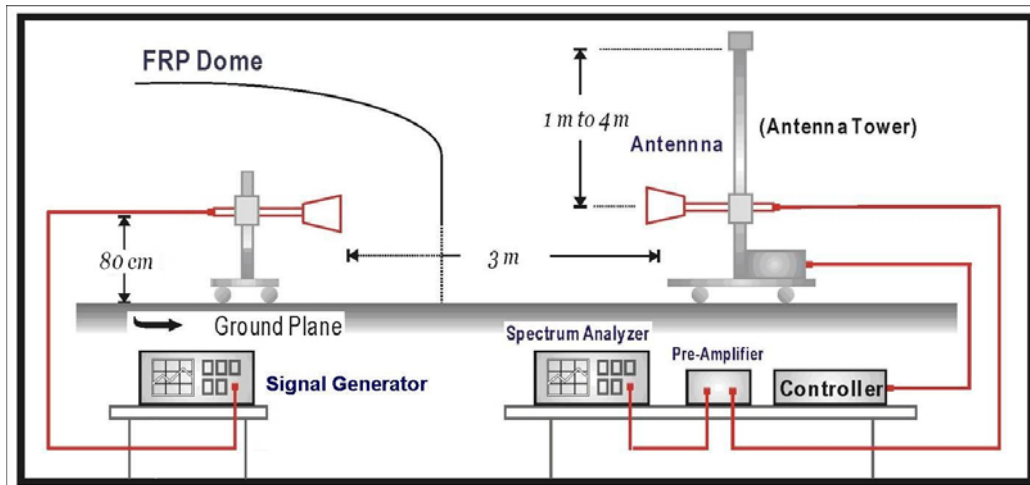 FRP Dome
1 m to 4 m
(Antenna Tower)
Antennna
80 cm
3 m
Ground Plane
Spectrum Analyzer
Pre-Amplifier
Signal Generator
Controller